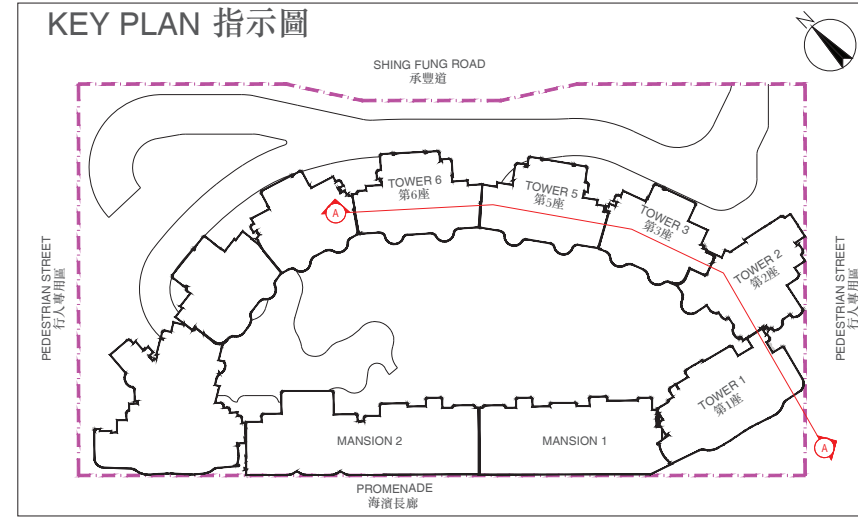 KEY PLAN 指示圖
N
SHING FUNG ROAD
承豐道
TOWER 6
第6座
TOWER 5
第5座
TOWER 3
第3座
TOWER 2
第2座
TOWER 1
第1座
A
A
PEDESTRIAN STREET
行人專用區
PEDESTRIAN STREET
行人專用區
MANSION 2
MANSION 1
PROMENADE
海濱長廊